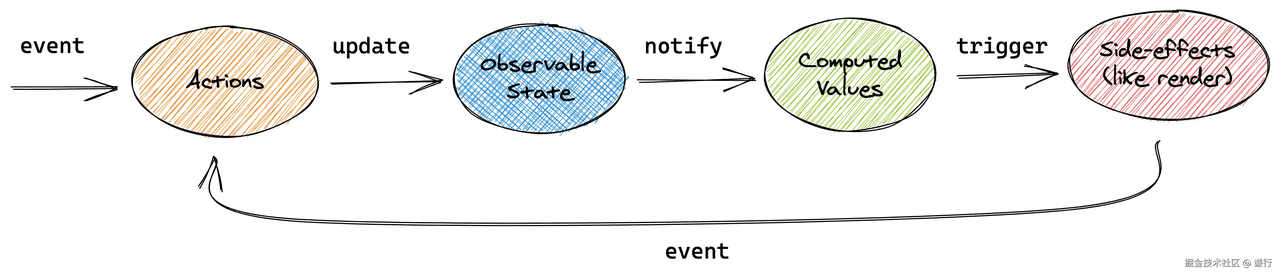 event
Actions
update
Observable
State
notify
Computed
Values
trigger
Side-effects
(like render)
event
掘金技术社区 @ 谦行